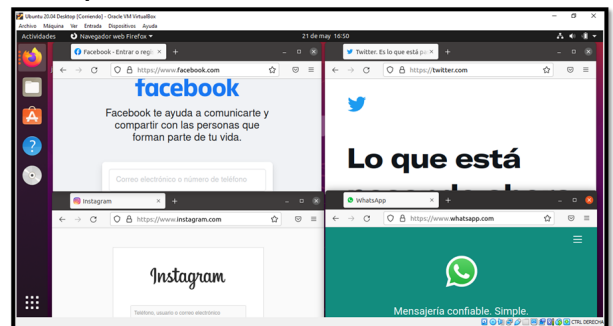 Ubuntu 20.04 Desktop [Corriendo] - Oracle VM VirtualBox
Archivo Máquina Ver Entrada Dispositivos Ayuda
Actividades Navegador web Firefox 21 de may 16:50
Facebook - Entrar o regi
https://www.facebook.com
facebook
Facebook te ayuda a comunicarte y
compartir con las personas que
forman parte de tu vida.
Correo electrónico o número de teléfono
Twitter. Es lo que está pa
https://twitter.com
Lo que está
Instagram
https://www.instagram.com
Instagram
Teléfono, usuario o correo electrónico
WhatsApp
https://www.whatsapp.com
Mensajería confiable. Simple.
CTRL DERECHA